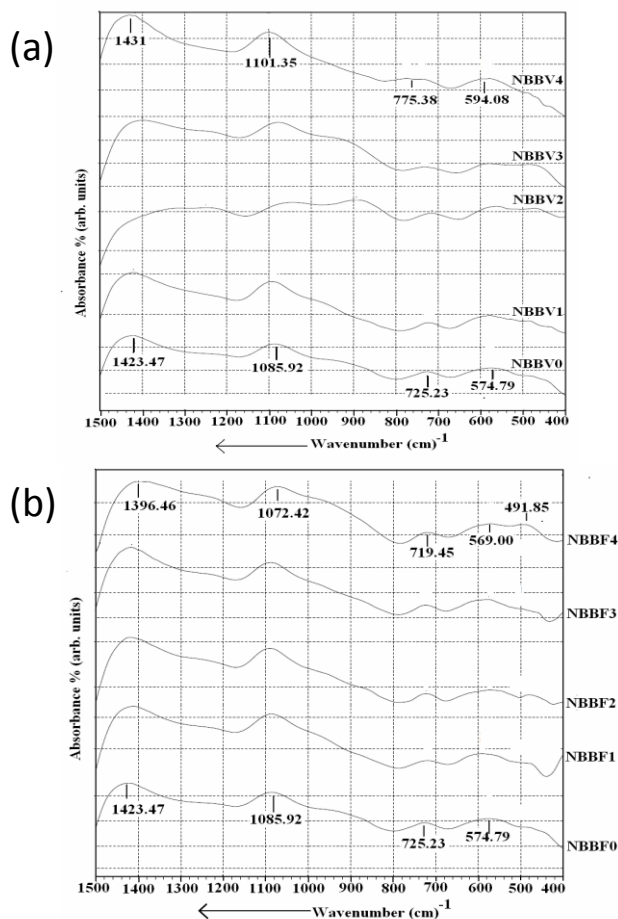 (a)
1431
1101.35
775.38
594.08
NBBV4
NBBV3
NBBV2
NBBV1
NBBV0
1423.47
1085.92
725.23
574.79
Absorbance % (arb. units)
1500 1400 1300 1200 1100 1000 900 800 700 600 500 400
Wavenumber (cm)-1
(b)
1396.46
1072.42
719.45
569.00
491.85
NBBF4
NBBF3
NBBF2
NBBF1
NBBF0
1423.47
1085.92
725.23
574.79
Absorbance % (arb. units)
1500 1400 1300 1200 1100 1000 900 800 700 600 500 400
Wavenumber (cm)-1